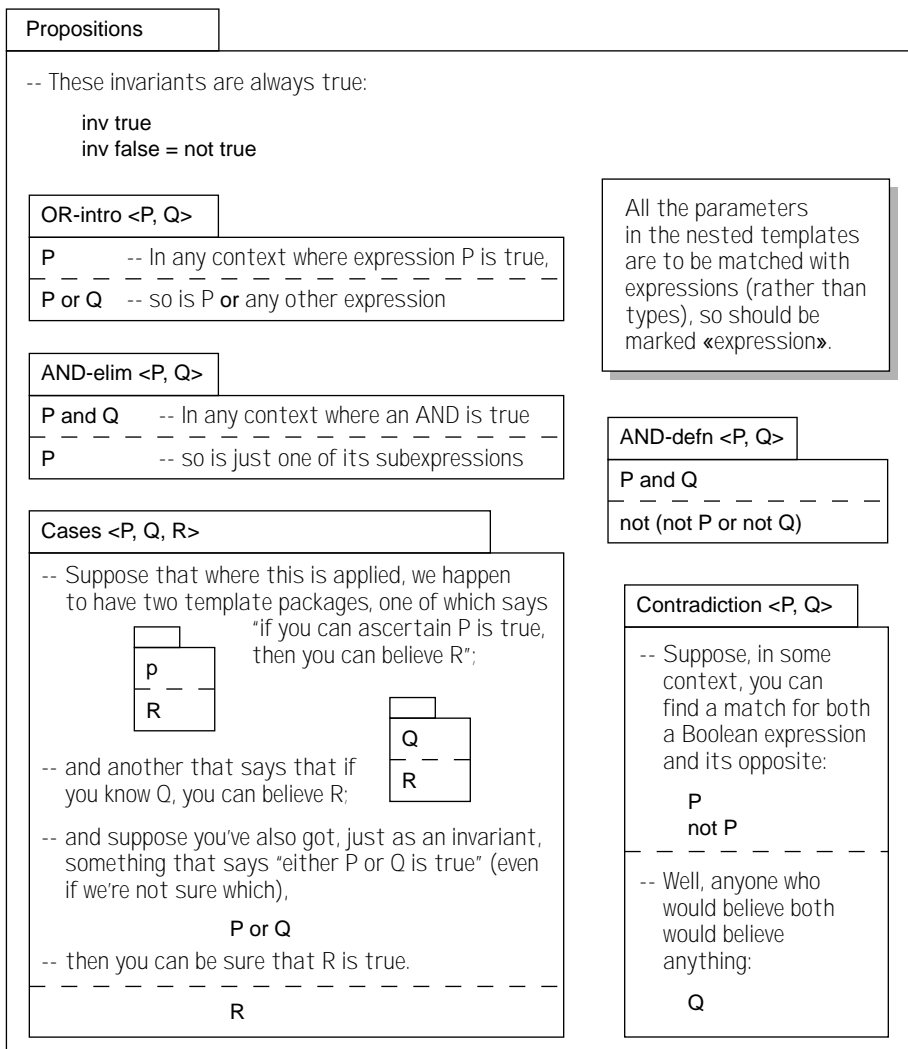 Propositions
-- These invariants are always true:
inv true
inv false = not true
OR-intro <P, Q>
P -- In any context where expression P is true,
P or Q -- so is P or any other expression
All the parameters
in the nested templates
are to be matched with
expressions (rather than
types), so should be
marked «expression».
AND-elim <P, Q>
P and Q -- In any context where an AND is true
P -- so is just one of its subexpressions
AND-defn <P, Q>
P and Q
not (not P or not Q)
Cases <P, Q, R>
-- Suppose that where this is applied, we happen
to have two template packages, one of which says
"if you can ascertain P is true,
then you can believe R";
p
R
Q
R
-- and another that says that if
you know Q, you can believe R;
-- and suppose you've also got, just as an invariant,
something that says "either P or Q is true" (even
if we're not sure which),
P or Q
-- then you can be sure that R is true.
R
Contradiction <P, Q>
-- Suppose, in some
context, you can
find a match for both
a Boolean expression
and its opposite:
P
not P
-- Well, anyone who
would believe both
would believe
anything:
Q